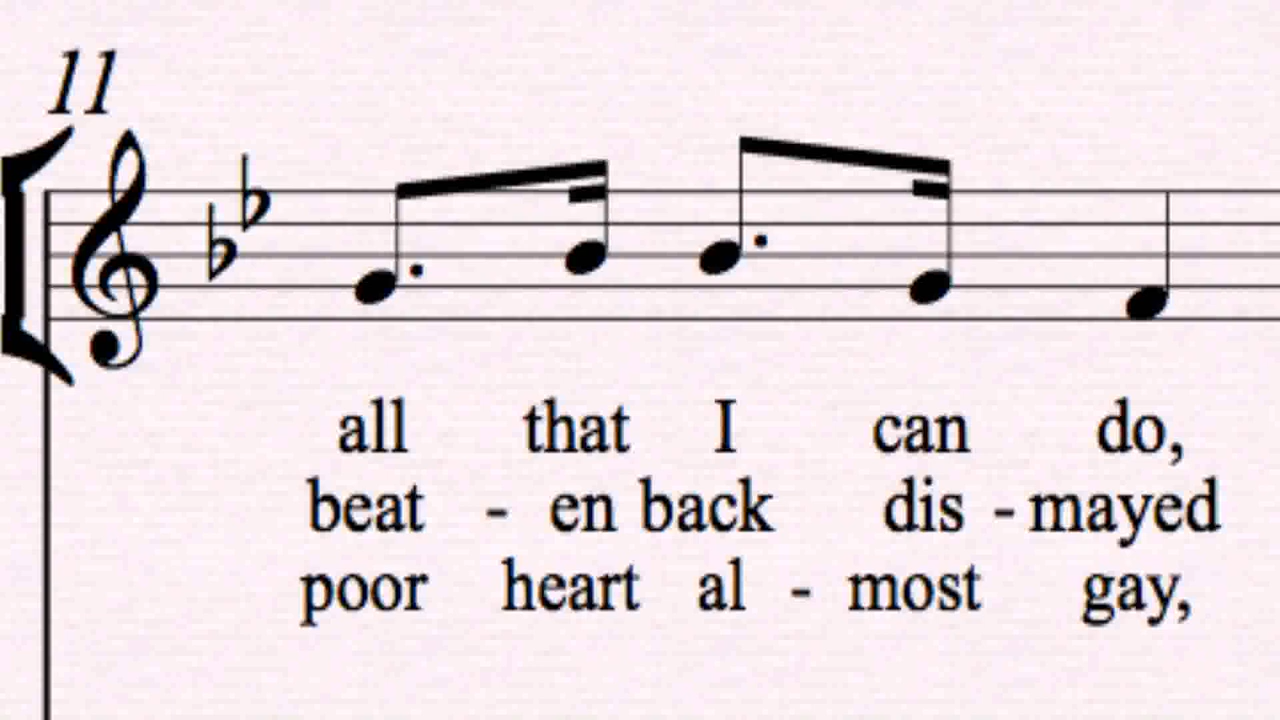 11
all that I can do,
beat - en back dis - mayed
poor heart al - most gay,